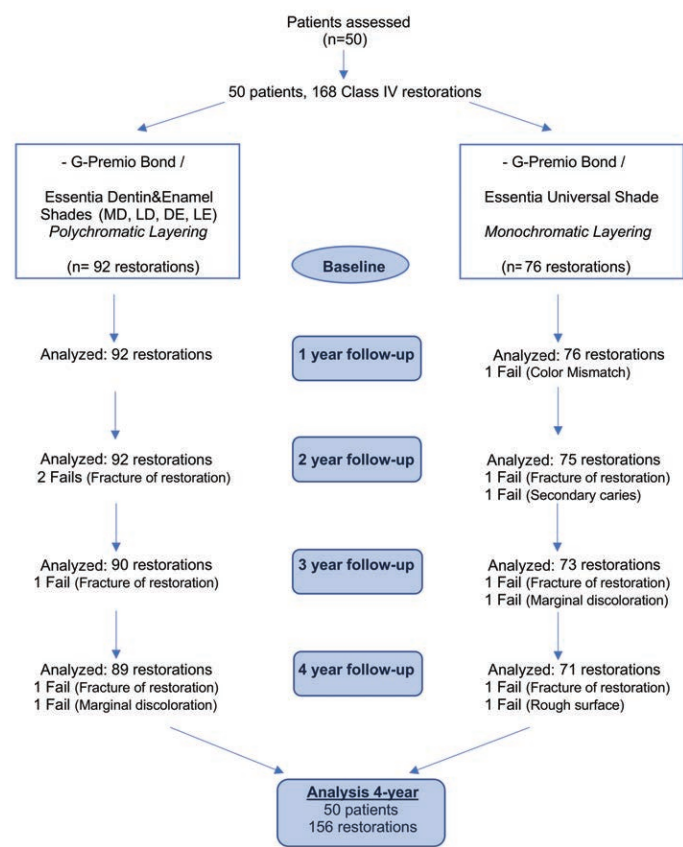 Patients assessed
(n=50)
50 patients, 168 Class IV restorations
- G-Premio Bond /
Essentia Dentin&Enamel
Shades (MD, LD, DE, LE)
Polychromatic Layering
(n= 92 restorations)
Baseline
- G-Premio Bond /
Essentia Universal Shade
Monochromatic Layering
(n= 76 restorations)
Analyzed: 92 restorations
1 year follow-up
Analyzed: 76 restorations
1 Fail (Color Mismatch)
Analyzed: 92 restorations
2 Fails (Fracture of restoration)
2 year follow-up
Analyzed: 75 restorations
1 Fail (Fracture of restoration)
1 Fail (Secondary caries)
Analyzed: 90 restorations
1 Fail (Fracture of restoration)
3 year follow-up
Analyzed: 73 restorations
1 Fail (Fracture of restoration)
1 Fail (Marginal discoloration)
Analyzed: 89 restorations
1 Fail (Fracture of restoration)
1 Fail (Marginal discoloration)
4 year follow-up
Analyzed: 71 restorations
1 Fail (Fracture of restoration)
1 Fail (Rough surface)
Analysis 4-year
50 patients
156 restorations